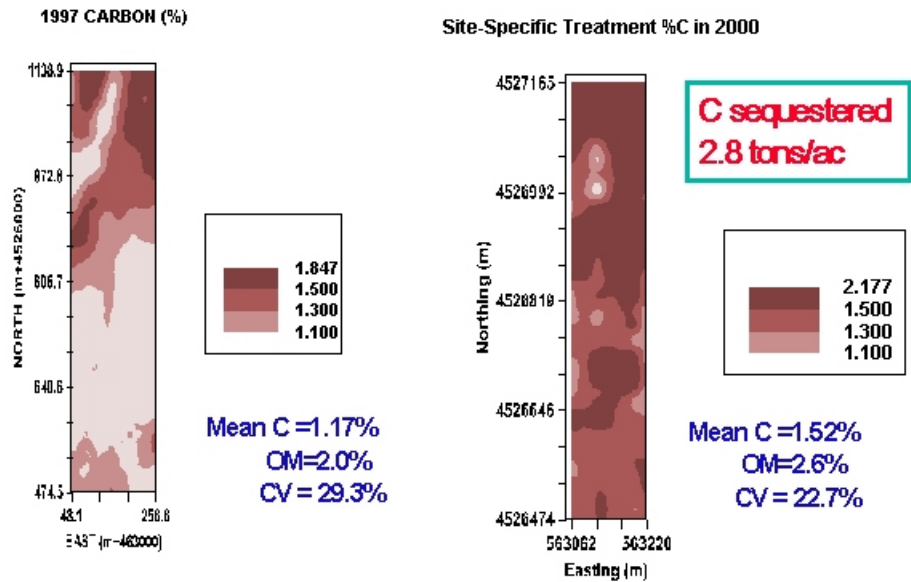 1997 CARBON (%)
1138.9
972.8
806.7
640.6
474.5
NORTH (m+4526000)
48.1
256.6
1.847
1.500
1.300
1.100
Mean C =1.17%
OM=2.0%
CV = 29.3%
Site-Specific Treatment %C in 2000
4527165
4526992
4526819
4526646
4526474
Northing (m)
563062
563220
Easting (m)
C sequestered
2.8 tons/ac
2.177
1.500
1.300
1.100
Mean C =1.52%
OM=2.6%
CV = 22.7%